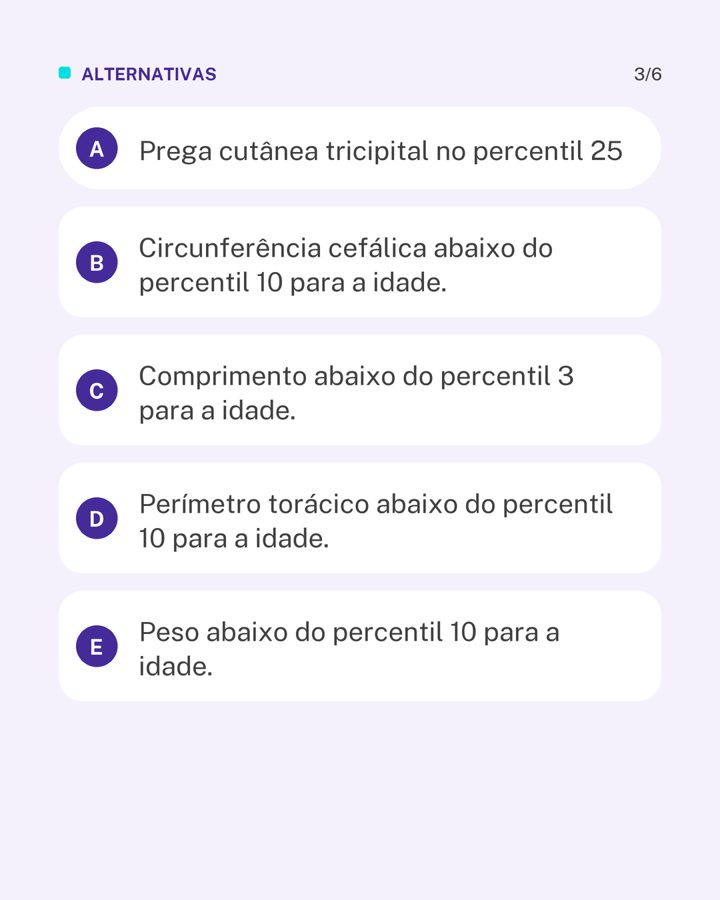 ALTERNATIVAS
3/6
A
Prega cutânea tricipital no percentil 25
B
Circunferência cefálica abaixo do
percentil 10 para a idade.
C
Comprimento abaixo do percentil 3
para a idade.
D
Perímetro torácico abaixo do percentil
10 para a idade.
E
Peso abaixo do percentil 10 para a
idade.